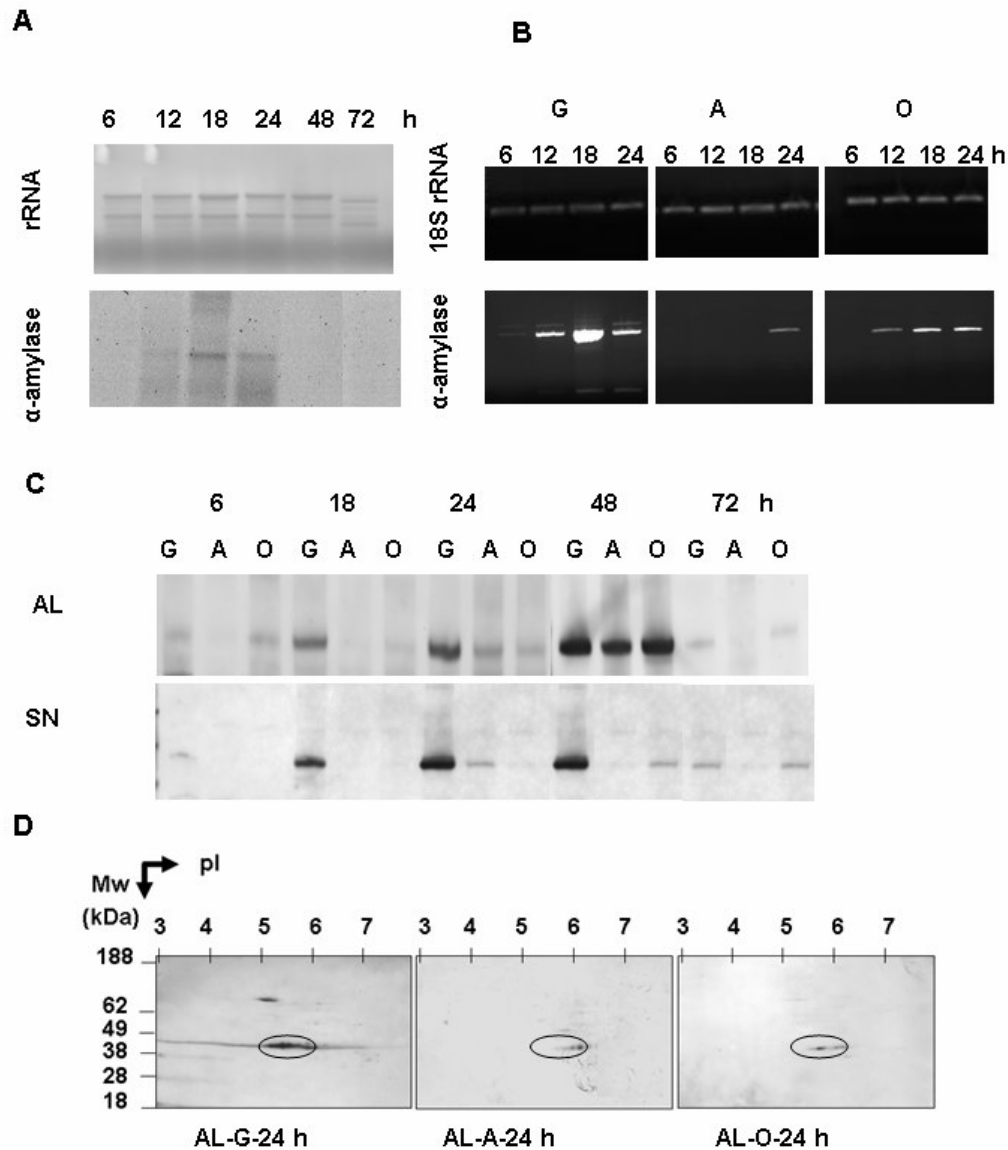 A
B
6 12 18 24 48 72 h
rRNA
α-amylase
G A O
6 12 18 24 6 12 18 24 6 12 18 24 h
18S rRNA
α-amylase
C
6 18 24 48 72 h
G A O G A O G A O G A O G A O
AL
SN
D
pI
Mw
(kDa)
3 4 5 6 7 3 4 5 6 7 3 4 5 6 7
188
62
49
38
28
18
AL-G-24 h AL-A-24 h AL-O-24 h